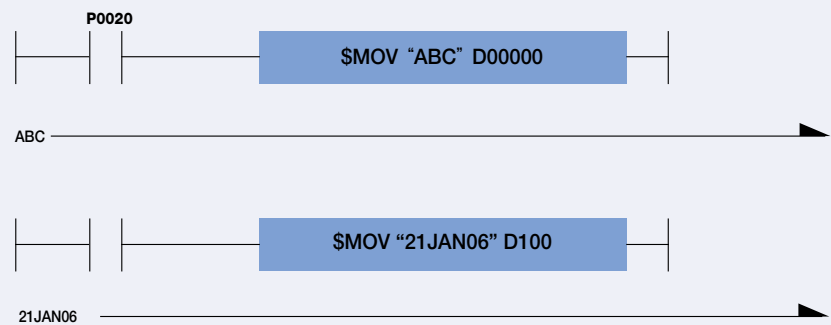 P0020
$MOV “ABC” D00000
ABC
$MOV “21JAN06” D100
21JAN06